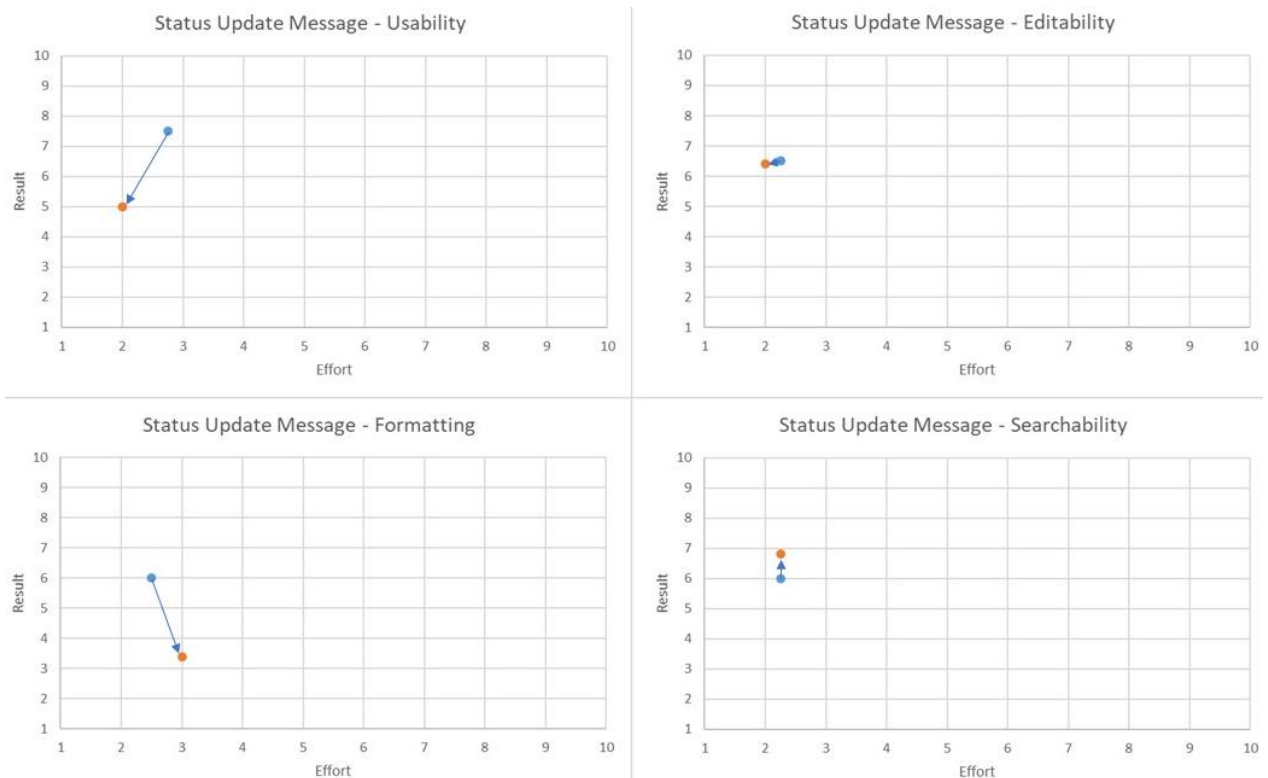 Status Update Message - Usability
10
9
8
7
6
5
4
3
2
1
Result
1 2 3 4 5 6 7 8 9 10
Effort
Status Update Message - Editability
10
9
8
7
6
5
4
3
2
1
Result
1 2 3 4 5 6 7 8 9 10
Effort
Status Update Message - Formatting
10
9
8
7
6
5
4
3
2
1
Result
1 2 3 4 5 6 7 8 9 10
Effort
Status Update Message - Searchability
10
9
8
7
6
5
4
3
2
1
Result
1 2 3 4 5 6 7 8 9 10
Effort